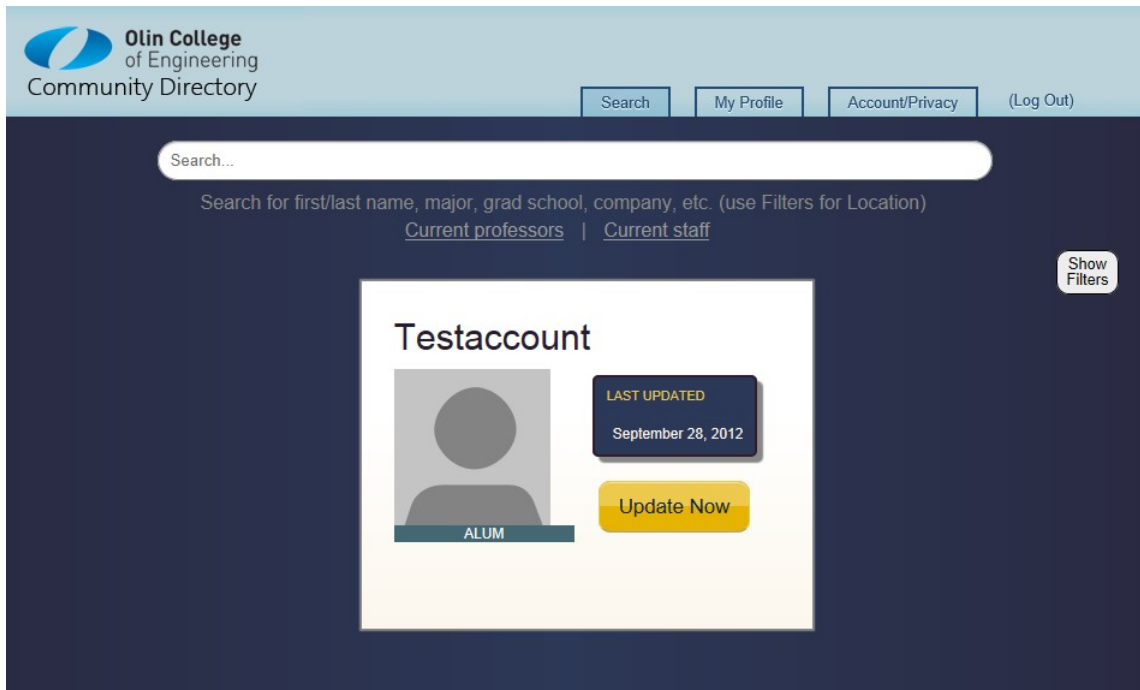 Olin College
of Engineering
Community Directory
Search
My Profile
Account/Privacy
(Log Out)
Search...
Search for first/last name, major, grad school, company, etc. (use Filters for Location)
Current professors | Current staff
Show
Filters
Testaccount
LAST UPDATED
September 28, 2012
Update Now
ALUM